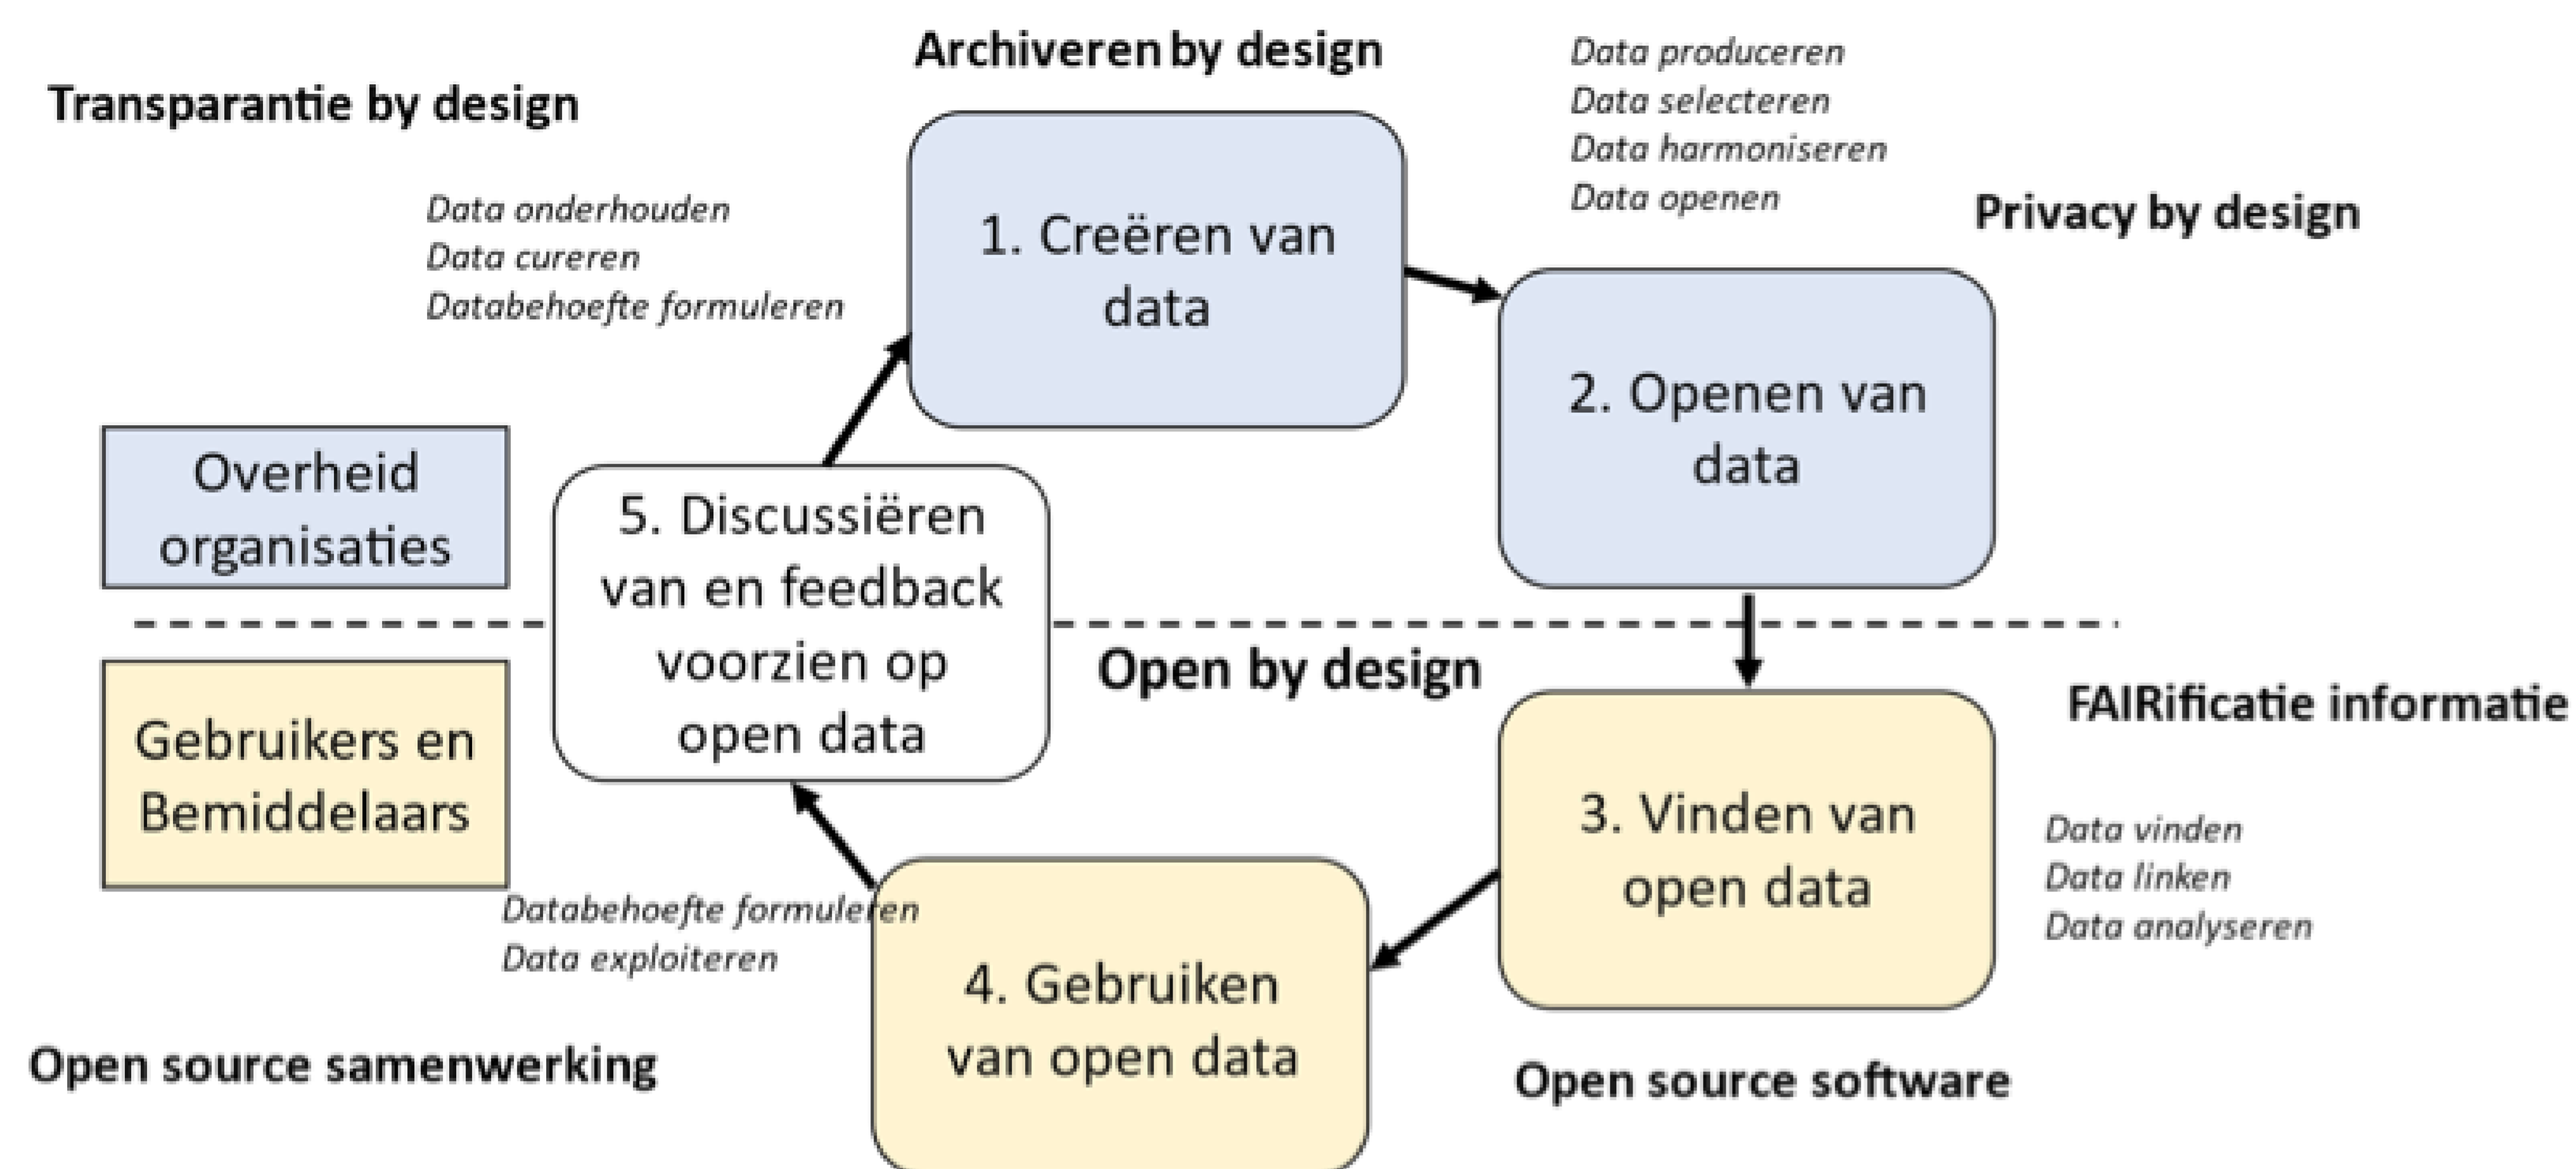 Archiveren by design
Transparantie by design
Data produceren
Data selecteren
Data harmoniseren
Data openen
Privacy by design
Data onderhouden
Data cureren
Databehoefte formuleren
1. Creëren van
data
2. Openen van
data
Overheid
organisaties
5. Discussiëren
van en feedback
voorzien op
open data
Open by design
Gebruikers en
Bemiddelaars
FAIRificatie informatie
3. Vinden van
open data
Data vinden
Data linken
Data analyseren
Databehoefte formuleren
Data exploiteren
4. Gebruiken
van open data
Open source samenwerking
Open source software